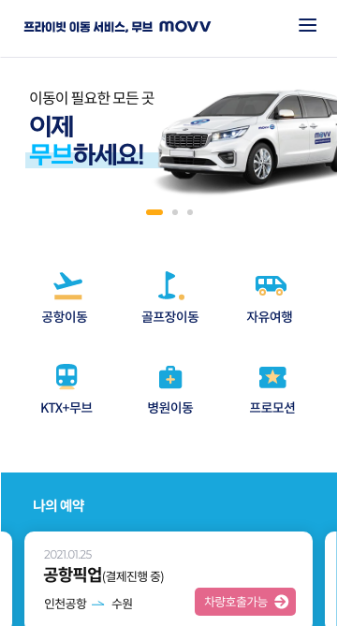 프라이빗 이동 서비스, 무브 movv
이동이 필요한 모든 곳
이제
무브하세요!
movv
공항이동
골프장이동
자유여행
KTX+무브
병원이동
프로모션
나의 예약
2021.01.25
공항픽업(결제진행 중)
인천공항 → 수원
차량호출가능